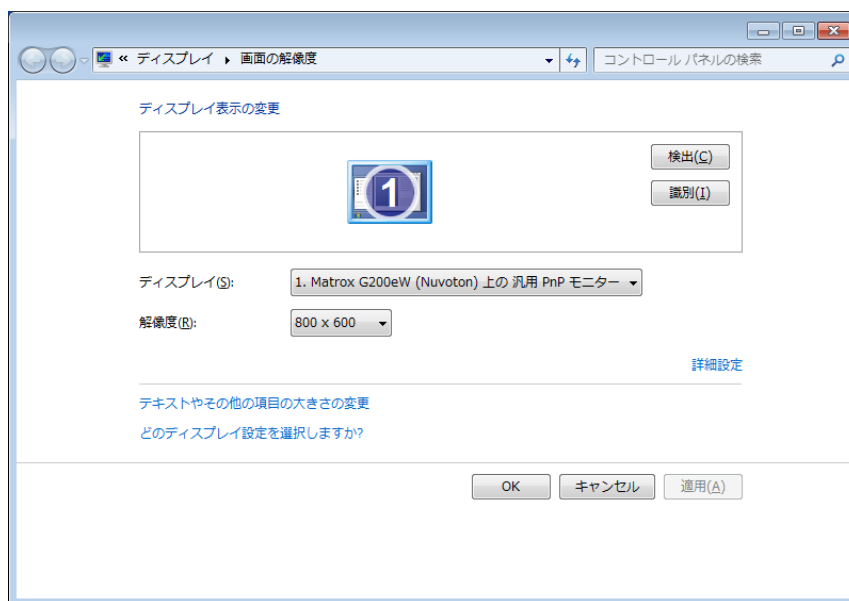 « ディスプレイ ▸ 画面の解像度
コントロール パネルの検索
ディスプレイ表示の変更
1
検出(C)
識別(I)
ディスプレイ(S):
1. Matrox G200eW (Nuvoton) 上の 汎用 PnP モニター
解像度(R):
800 x 600
詳細設定
テキストやその他の項目の大きさの変更
どのディスプレイ設定を選択しますか?
OK
キャンセル
適用(A)